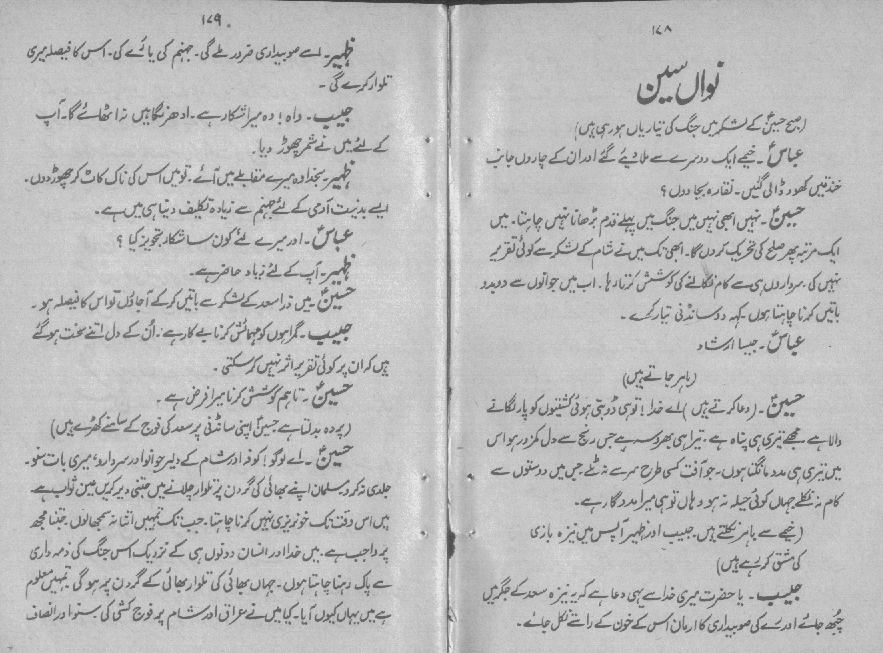 ۱۷۸
نواں سین
(صبح حسینؑ کے لشکر میں جنگ کی تیاریاں ہو رہی ہیں)
عباسؑ۔ خیمے ایک دوسرے سے ملا دیئے گئے اور ان کے چاروں جانب
خندقیں کھود ڈالی گئیں۔ نقارہ بجا دوں؟
حسینؑ۔ نہیں ابھی نہیں میں جنگ میں پہلے قدم بڑھانا نہیں چاہتا۔ میں
ایک مرتبہ پھر صلح کی تحریک کروں گا۔ ابھی تک میں نے شام کے لشکر سے کوئی تقریر
نہیں کی سرداروں ہی سے کام نکالنے کی کوشش کرتا رہا۔ اب میں جوانوں سے دو بدو
باتیں کرنا چاہتا ہوں۔ کہہ دو سانڈنی تیار کرے۔
عباسؑ۔ جیسا ارشاد
(باہر جاتے ہیں)
حسینؑ۔ (دعا کرتے ہیں) اے خدا! تو ہی ڈوبتی ہوئی کشتیوں کو پار لگانے
والا ہے۔ مجھے تیری ہی پناہ ہے۔ تیرا ہی بھروسہ ہے جس رنج سے دل کمزور ہو اس
میں تیری ہی مدد مانگتا ہوں۔ جو آفت کسی طرح سر سے نہ ٹلے جس میں دوستوں سے
کام نہ نکلے جہاں کوئی حیلہ نہ ہو وہاں تو ہی میرا مددگار ہے۔
(خیمے سے باہر نکلتے ہیں۔ حبیب اور ظہیر آپس میں نیزہ بازی
کی مشق کر رہے ہیں)
حبیب۔ یا حضرت میری خدا سے یہی دعا ہے کہ یہ نیزہ سعد کے جگر میں
چبھ جائے اور رے کی صوبیداری کا ارمان اس کے خون کے راستے نکل جائے۔
۱۷۹
ظہیر۔ اسے صوبیداری ضرور ملے گی۔ جہنم کی یا رے کی۔ اس کا فیصلہ میری
تلوار کرے گی۔
حبیب۔ واہ! وہ میرا شکار ہے۔ ادھر نگاہیں نہ اٹھائے گا۔ آپ
کے لئے میں نے شمر چھوڑ دیا۔
ظہیر۔ بخدا وہ میرے مقابلے میں آئے۔ تو میں اس کی ناک کاٹ کر چھوڑ دوں۔
ایسے بدنیت آدمی کے لئے جہنم سے زیادہ تکلیف دنیا ہی میں ہے۔
عباسؑ۔ اور میرے لئے کون سا شکار تجویز کیا؟
ظہیر۔ آپ کے لئے زیاد حاضر ہے۔
حسینؑ۔ میں ذرا سعد کے لشکر سے باتیں کر کے آ جاؤں تو اس کا فیصلہ ہو۔
حبیب۔ گمراہوں کو فہمائش کرنا بے کار ہے۔ ان کے دل اتنے سخت ہو گئے
ہیں کہ ان پر کوئی تقریر اثر نہیں کر سکتی۔
حسینؑ۔ تاہم کوشش کرنا میرا فرض ہے۔
(پردہ بدلتا ہے حسینؑ اپنی سانڈنی پر سعد کی فوج کے سامنے کھڑے ہیں)
حسینؑ۔ اے لوگو! کوفہ اور شام کے دلیر جوانو اور سردارو، میری بات سنو۔
جلدی نہ کرو۔ مسلمان اپنے بھائی کی گردن پر تلوار چلانے میں جتنی دیر کریں عین ثواب ہے
میں اس وقت تک خونریزی نہیں کرنا چاہتا۔ جب تک تمہیں اتنا نہ سمجھا لوں۔ جتنا مجھ
پر واجب ہے۔ میں خدا اور انسان دونوں ہی کے نزدیک اس جنگ کی ذمہ داری
سے پاک رہنا چاہتا ہوں۔ جہاں بھائی کی تلوار بھائی کے گردن پر ہو گی۔ تمہیں معلوم
ہے میں یہاں کیوں آیا۔ کیا میں نے عراق اور شام پر فوج کشی کی سنو اور انصاف